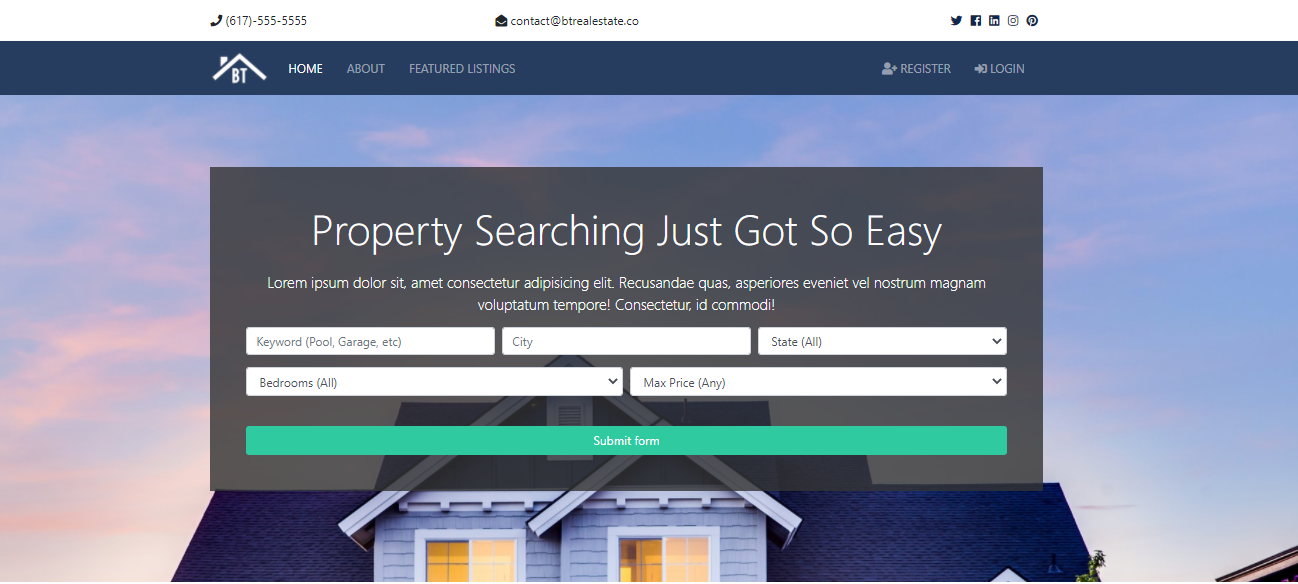 (617)-555-5555
contact@btrealestate.co
BT
HOME
ABOUT
FEATURED LISTINGS
REGISTER
LOGIN
Property Searching Just Got So Easy
Lorem ipsum dolor sit, amet consectetur adipisicing elit. Recusandae quas, asperiores eveniet vel nostrum magnam
voluptatum tempore! Consectetur, id commodi!
Keyword (Pool, Garage, etc)
City
State (All)
Bedrooms (All)
Max Price (Any)
Submit form